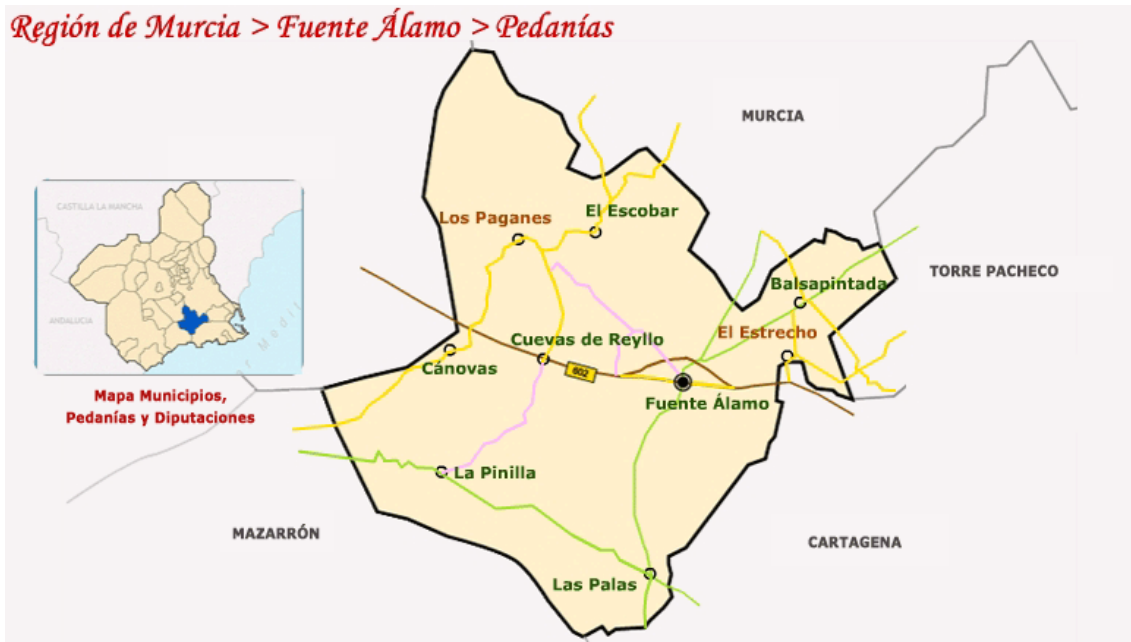 Región de Murcia > Fuente Álamo > Pedanías
MURCIA
CASTILLA LA MANCHA
Los Paganes
El Escobar
TORRE PACHECO
Balsapintada
ANDALUCIA
El Estrecho
Cuevas de Reyllo
Cánovas
602
Mapa Municipios,
Pedanías y Diputaciones
Fuente Álamo
La Pinilla
MAZARRÓN
CARTAGENA
Las Palas